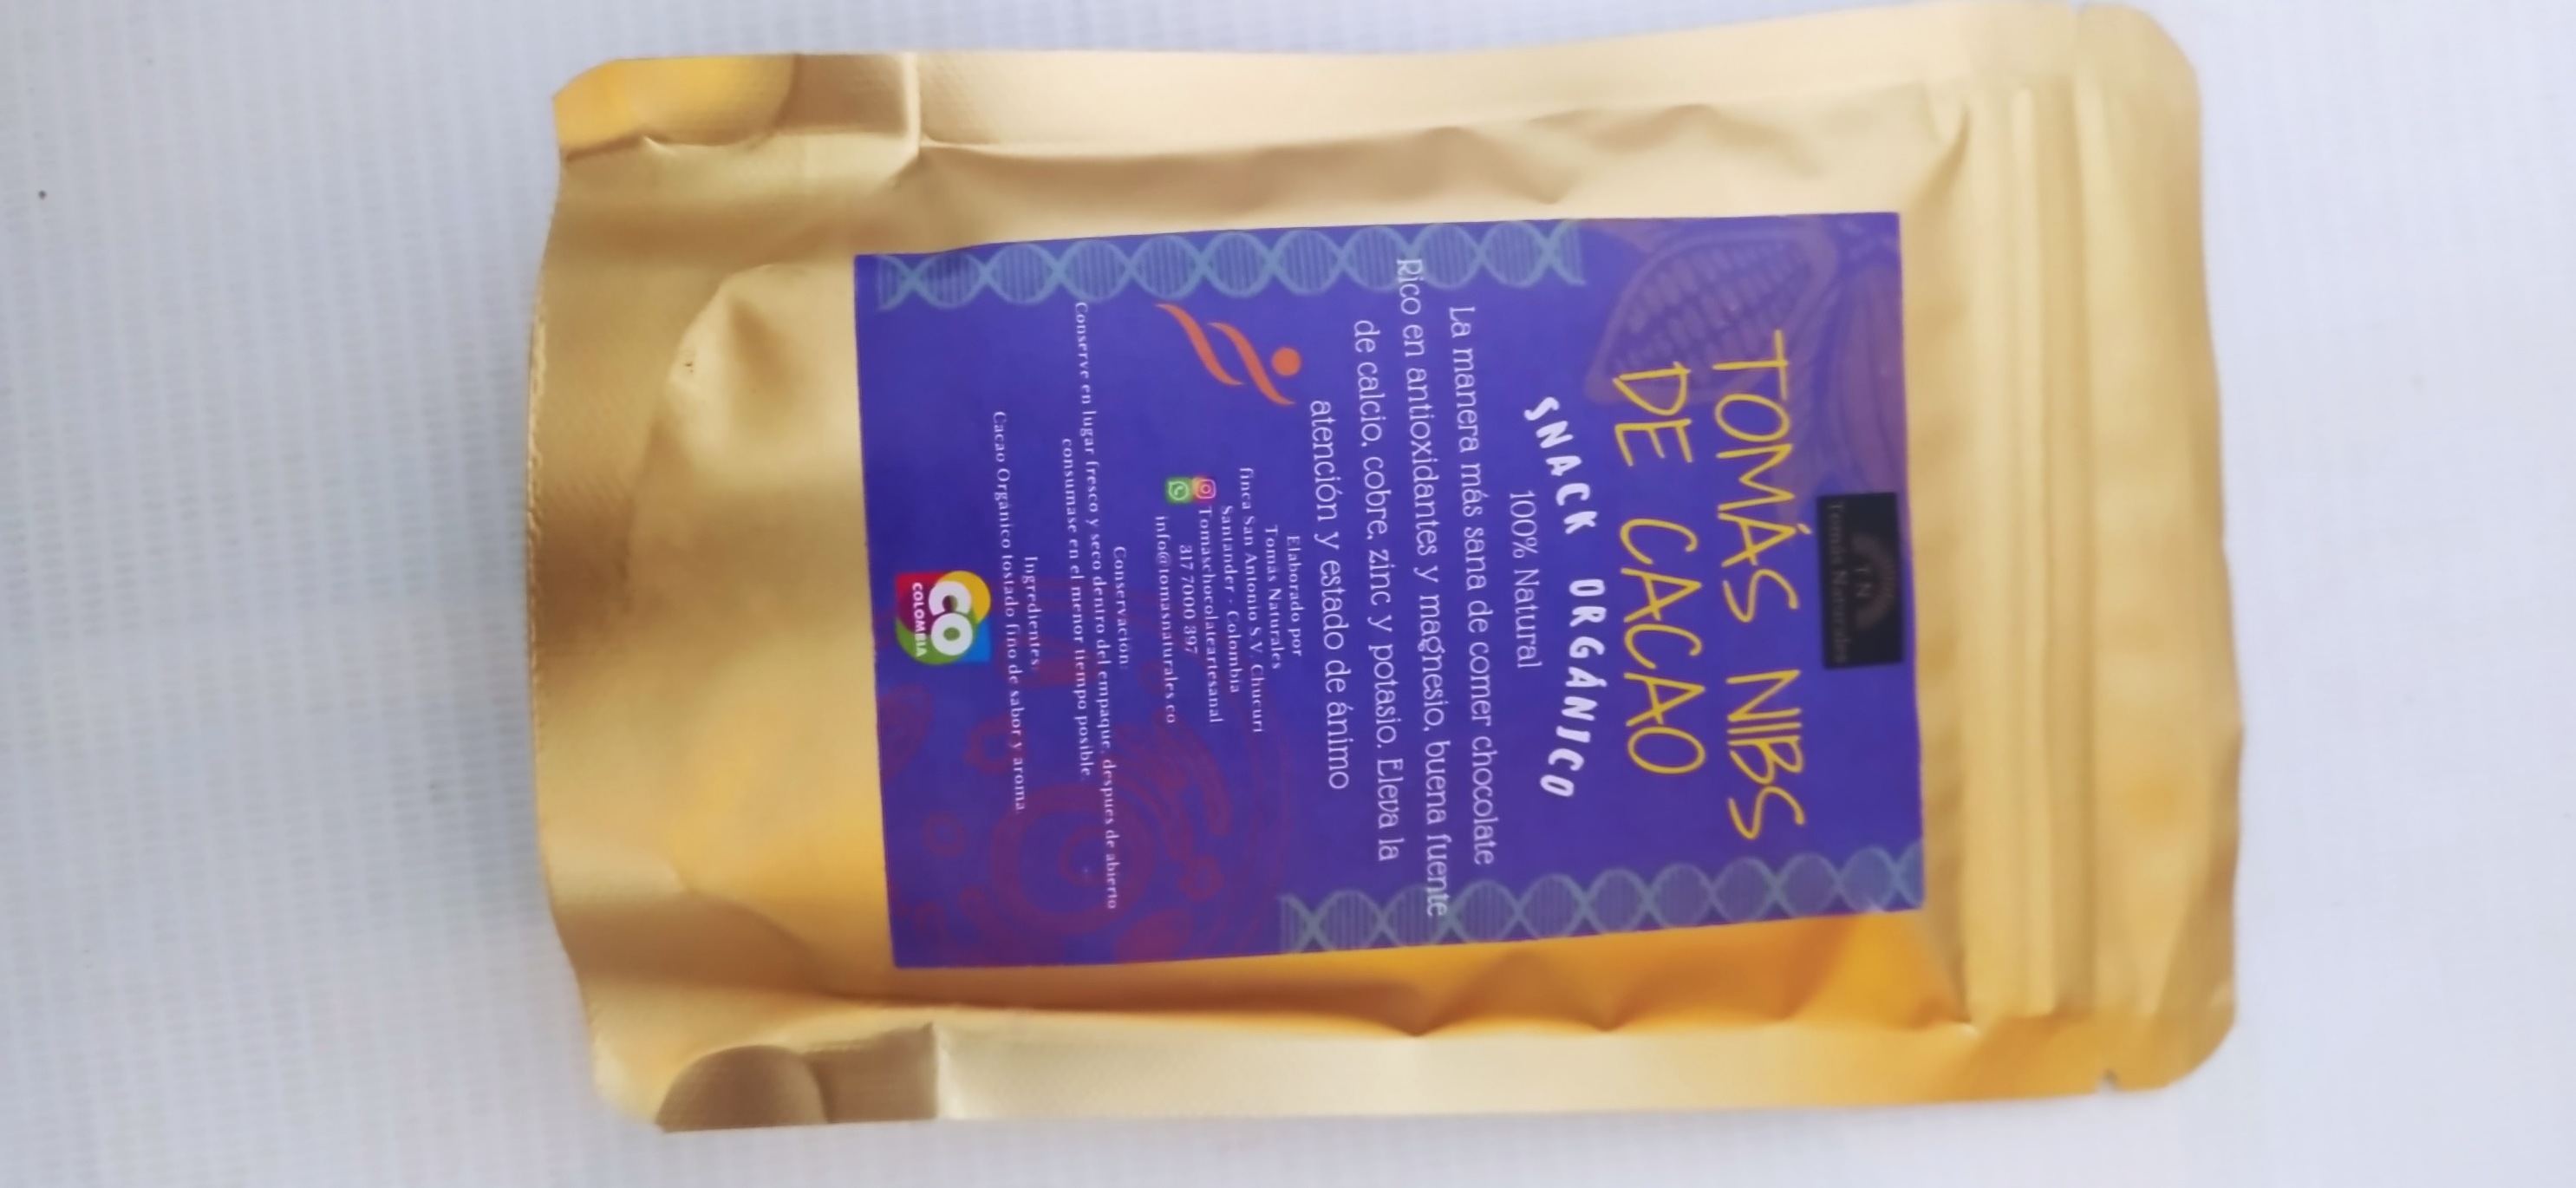 TN
Tomás Naturales
TOMÁS NIBS
DE CACAO
SNACK ORGÁNICO
100% Natural
La manera más sana de comer chocolate
Rico en antioxidantes y magnesio, buena fuente
de calcio, cobre, zinc y potasio. Eleva la
atención y estado de ánimo
Elaborado por
Tomás Naturales
finca San Antonio S.V. Chucuri
Santander - Colombia
Tomaschocolateartesanal
317 7000 397
info@tomasnaturales.co
Conservación:
Conserve en lugar fresco y seco dentro del empaque, despues de abierto
consumase en el menor tiempo posible.
Ingredientes:
Cacao Orgánico tostado fino de sabor y aroma.
CO
COLOMBIA